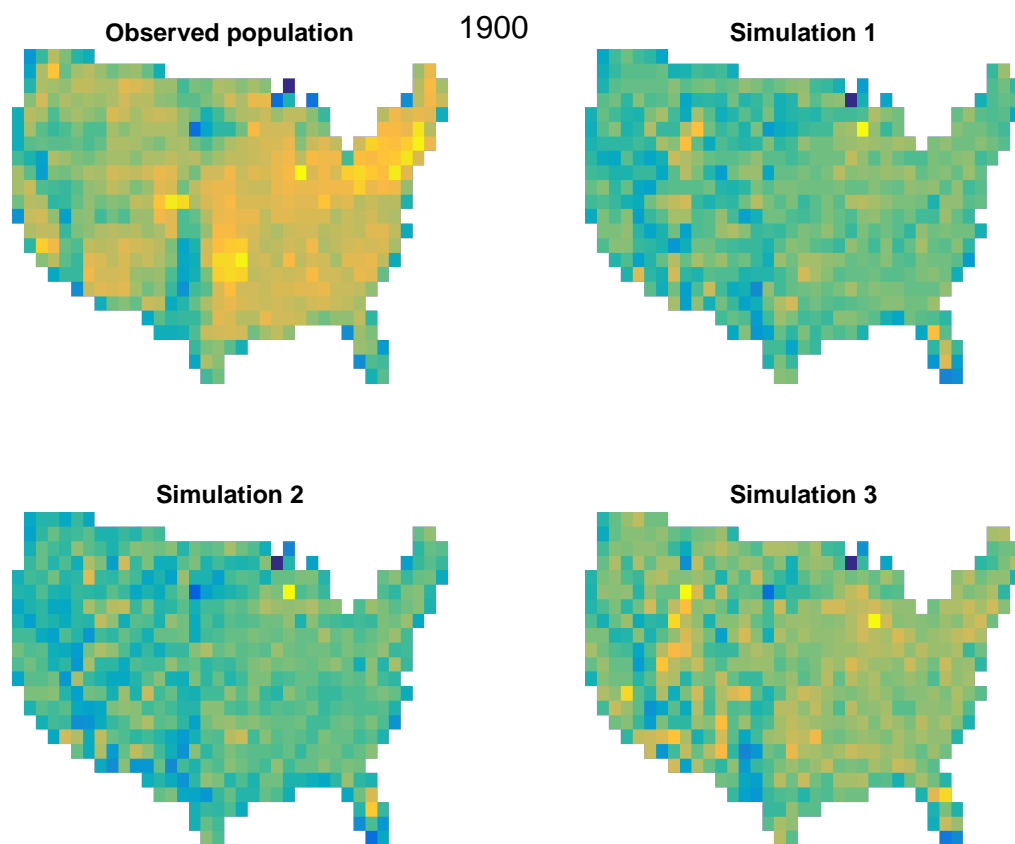 1900
Observed population
Simulation 1
Simulation 2
Simulation 3